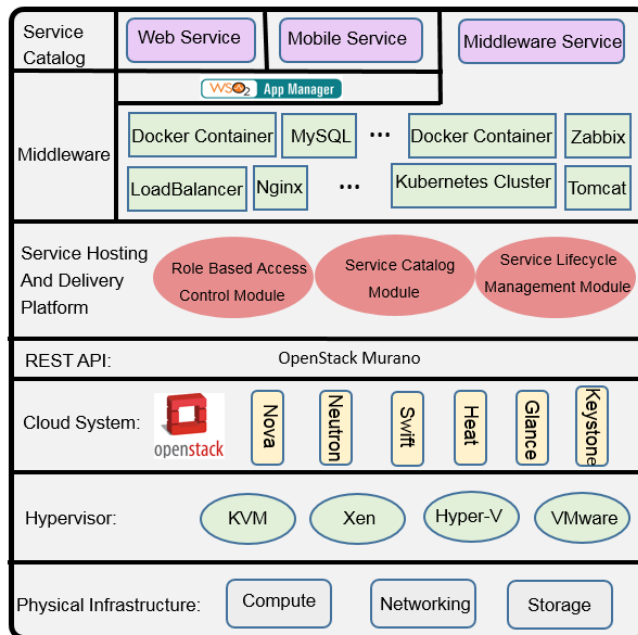 Service
Catalog
Web Service
Mobile Service
Middleware Service
WSO2 App Manager
Middleware
Docker Container
MySQL
...
Docker Container
Zabbix
LoadBalancer
Nginx
...
Kubernetes Cluster
Tomcat
Service Hosting
And Delivery
Platform
Role Based Access
Control Module
Service Catalog
Module
Service Lifecycle
Management Module
REST API:
OpenStack Murano
Cloud System:
openstack
Nova
Neutron
Swift
Heat
Glance
Keystone
Hypervisor:
KVM
Xen
Hyper-V
VMware
Physical Infrastructure:
Compute
Networking
Storage